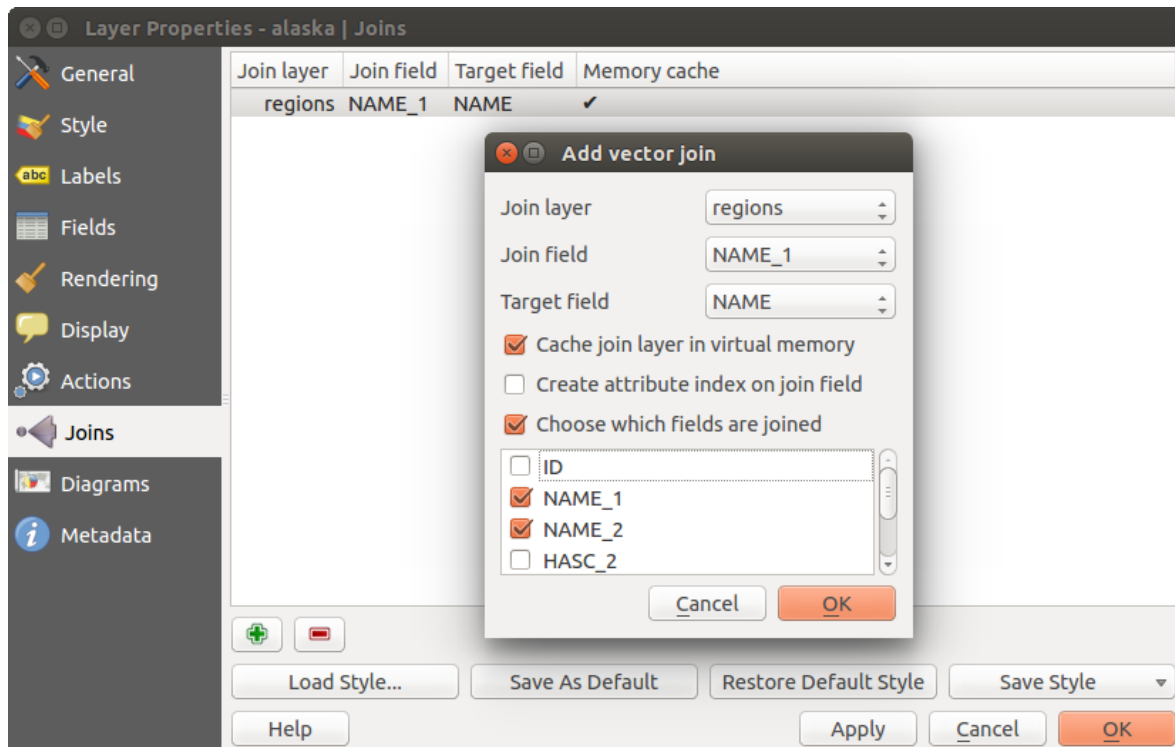 Layer Properties - alaska | Joins
General
Style
abc Labels
Fields
Rendering
Display
Actions
Joins
Diagrams
Metadata
Join layer Join field Target field Memory cache
regions NAME_1 NAME ✔
Add vector join
Join layer regions
Join field NAME_1
Target field NAME
Cache join layer in virtual memory
Create attribute index on join field
Choose which fields are joined
ID
NAME_1
NAME_2
HASC_2
Cancel OK
Load Style... Save As Default Restore Default Style Save Style
Help Apply Cancel OK